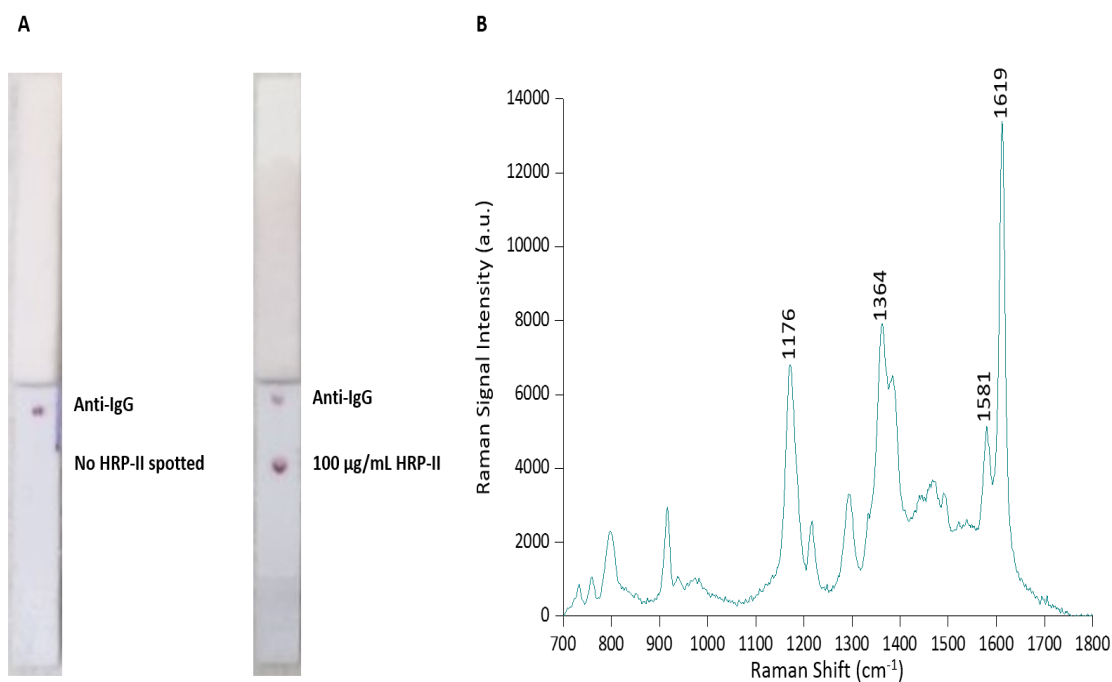 A
Anti-IgG
No HRP-II spotted
Anti-IgG
100 µg/mL HRP-II
B
Raman Signal Intensity (a.u.)
14000
12000
10000
8000
6000
4000
2000
0
1176
1364
1581
1619
700 800 900 1000 1100 1200 1300 1400 1500 1600 1700 1800
Raman Shift (cm⁻¹)